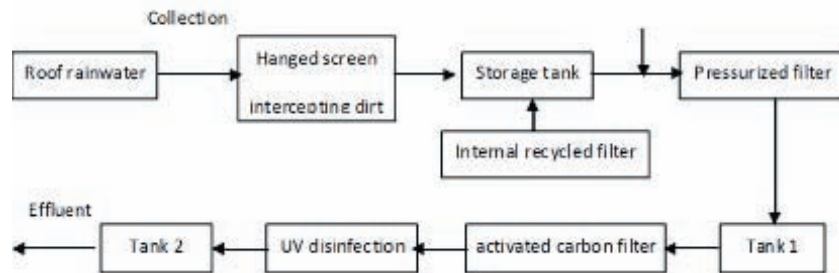 Collection
Roof rainwater
Hanged screen
intercepting dirt
Storage tank
Pressurized filter
Internal recycled filter
Effluent
Tank 2
UV disinfection
activated carbon filter
Tank 1